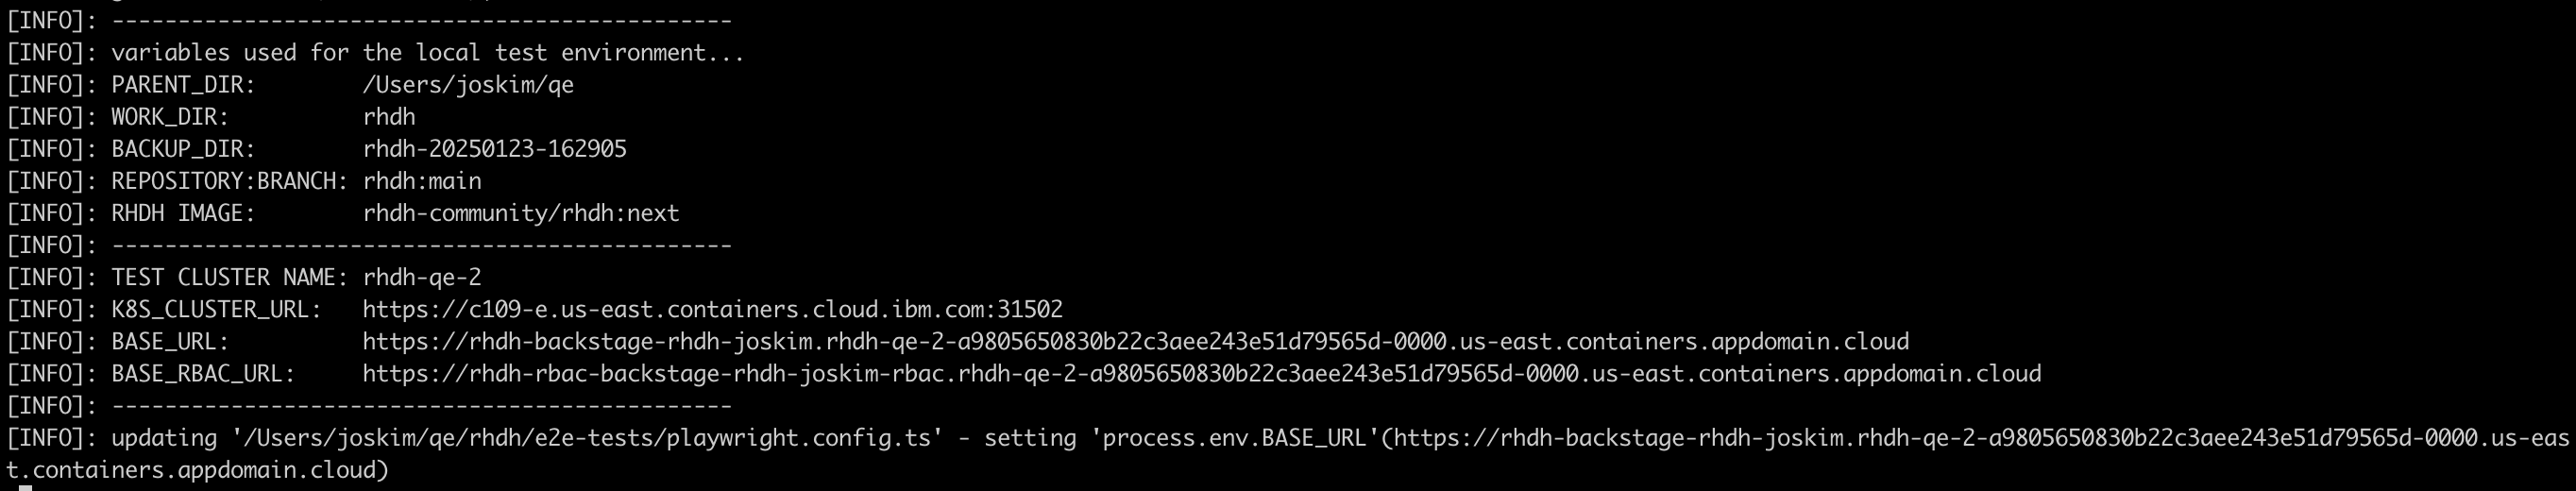 [INFO]: -----------------------------------------------
[INFO]: variables used for the local test environment...
[INFO]: PARENT_DIR:        /Users/joskim/qe
[INFO]: WORK_DIR:          rhdh
[INFO]: BACKUP_DIR:        rhdh-20250123-162905
[INFO]: REPOSITORY:BRANCH: rhdh:main
[INFO]: RHDH IMAGE:        rhdh-community/rhdh:next
[INFO]: -----------------------------------------------
[INFO]: TEST CLUSTER NAME: rhdh-qe-2
[INFO]: K8S_CLUSTER_URL:   https://c109-e.us-east.containers.cloud.ibm.com:31502
[INFO]: BASE_URL:          https://rhdh-backstage-rhdh-joskim.rhdh-qe-2-a9805650830b22c3aee243e51d79565d-0000.us-east.containers.appdomain.cloud
[INFO]: BASE_RBAC_URL:     https://rhdh-rbac-backstage-rhdh-joskim-rbac.rhdh-qe-2-a9805650830b22c3aee243e51d79565d-0000.us-east.containers.appdomain.cloud
[INFO]: -----------------------------------------------
[INFO]: updating '/Users/joskim/qe/rhdh/e2e-tests/playwright.config.ts' - setting 'process.env.BASE_URL'(https://rhdh-backstage-rhdh-joskim.rhdh-qe-2-a9805650830b22c3aee243e51d79565d-0000.us-eas
t.containers.appdomain.cloud)